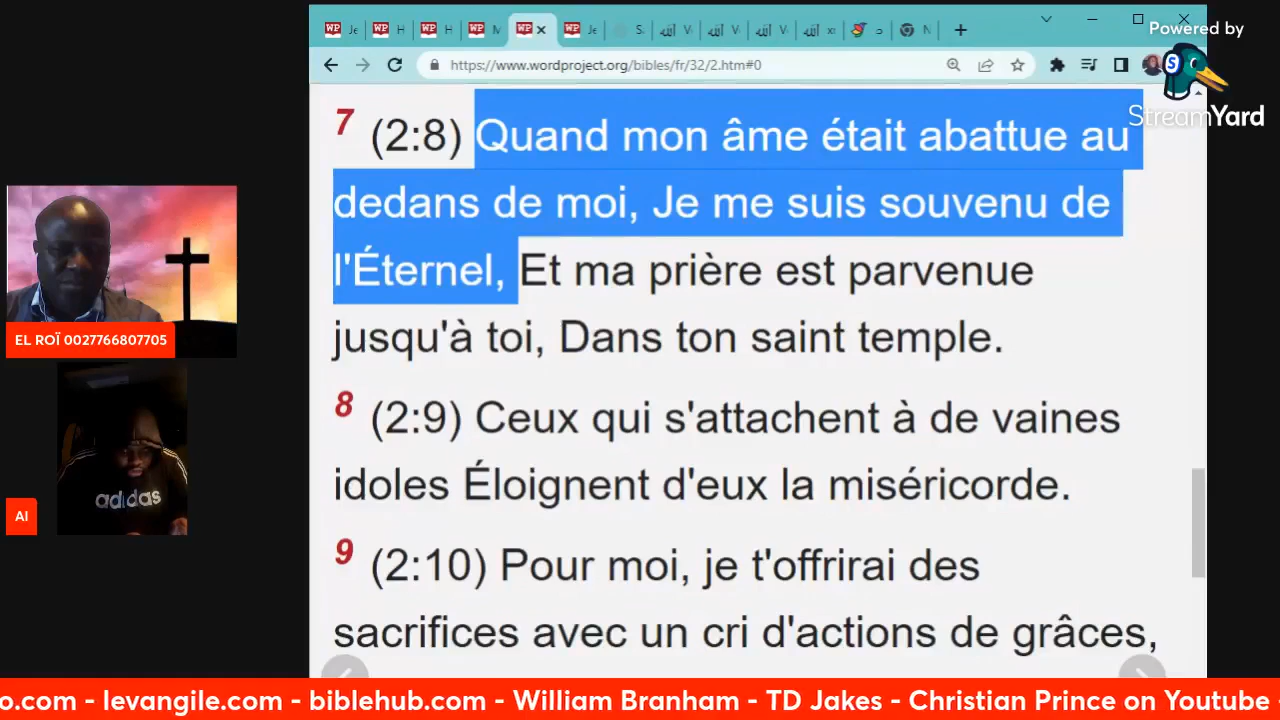 Powered by
StreamYard
https://www.wordproject.org/bibles/fr/32/2.htm#0
7 (2:8) Quand mon âme était abattue au
dedans de moi, Je me suis souvenu de
l'Éternel, Et ma prière est parvenue
jusqu'à toi, Dans ton saint temple.
8 (2:9) Ceux qui s'attachent à de vaines
idoles Éloignent d'eux la miséricorde.
9 (2:10) Pour moi, je t'offrirai des
sacrifices avec un cri d'actions de grâces,
EL ROÏ 0027766807705
adidas
AI
o.com - levangile.com - biblehub.com - William Branham - TD Jakes - Christian Prince on Youtube